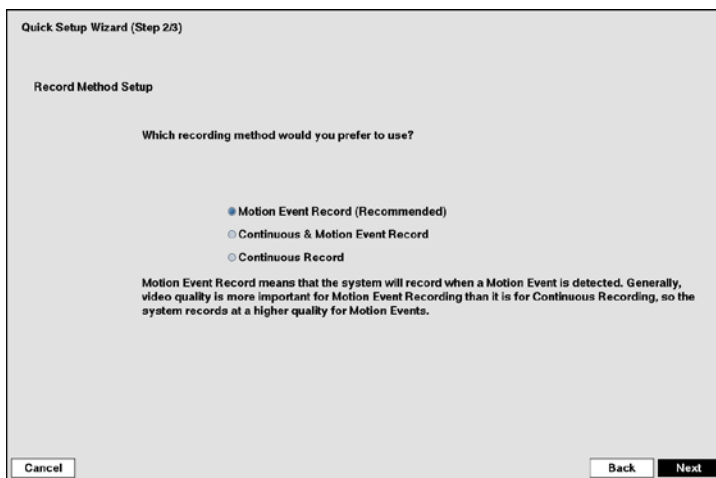 Quick Setup Wizard (Step 2/3)
Record Method Setup
Which recording method would you prefer to use?
Motion Event Record (Recommended)
Continuous & Motion Event Record
Continuous Record
Motion Event Record means that the system will record when a Motion Event is detected. Generally,
video quality is more important for Motion Event Recording than it is for Continuous Recording, so the
system records at a higher quality for Motion Events.
Cancel Back Next